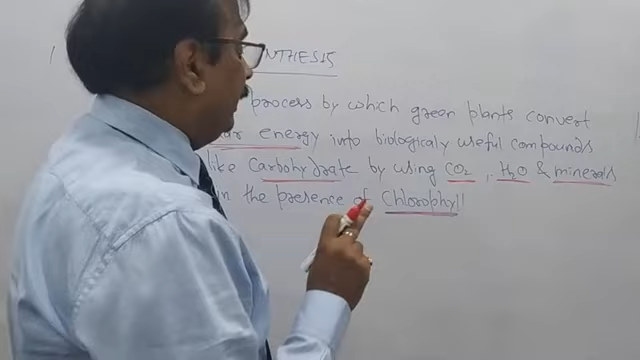 NTHESIS
process by which green plants convert
energy into biologicaly useful compounds
like Carbohydrate by using CO₂, H₂O & minerals
in the presence of Chlorophyll